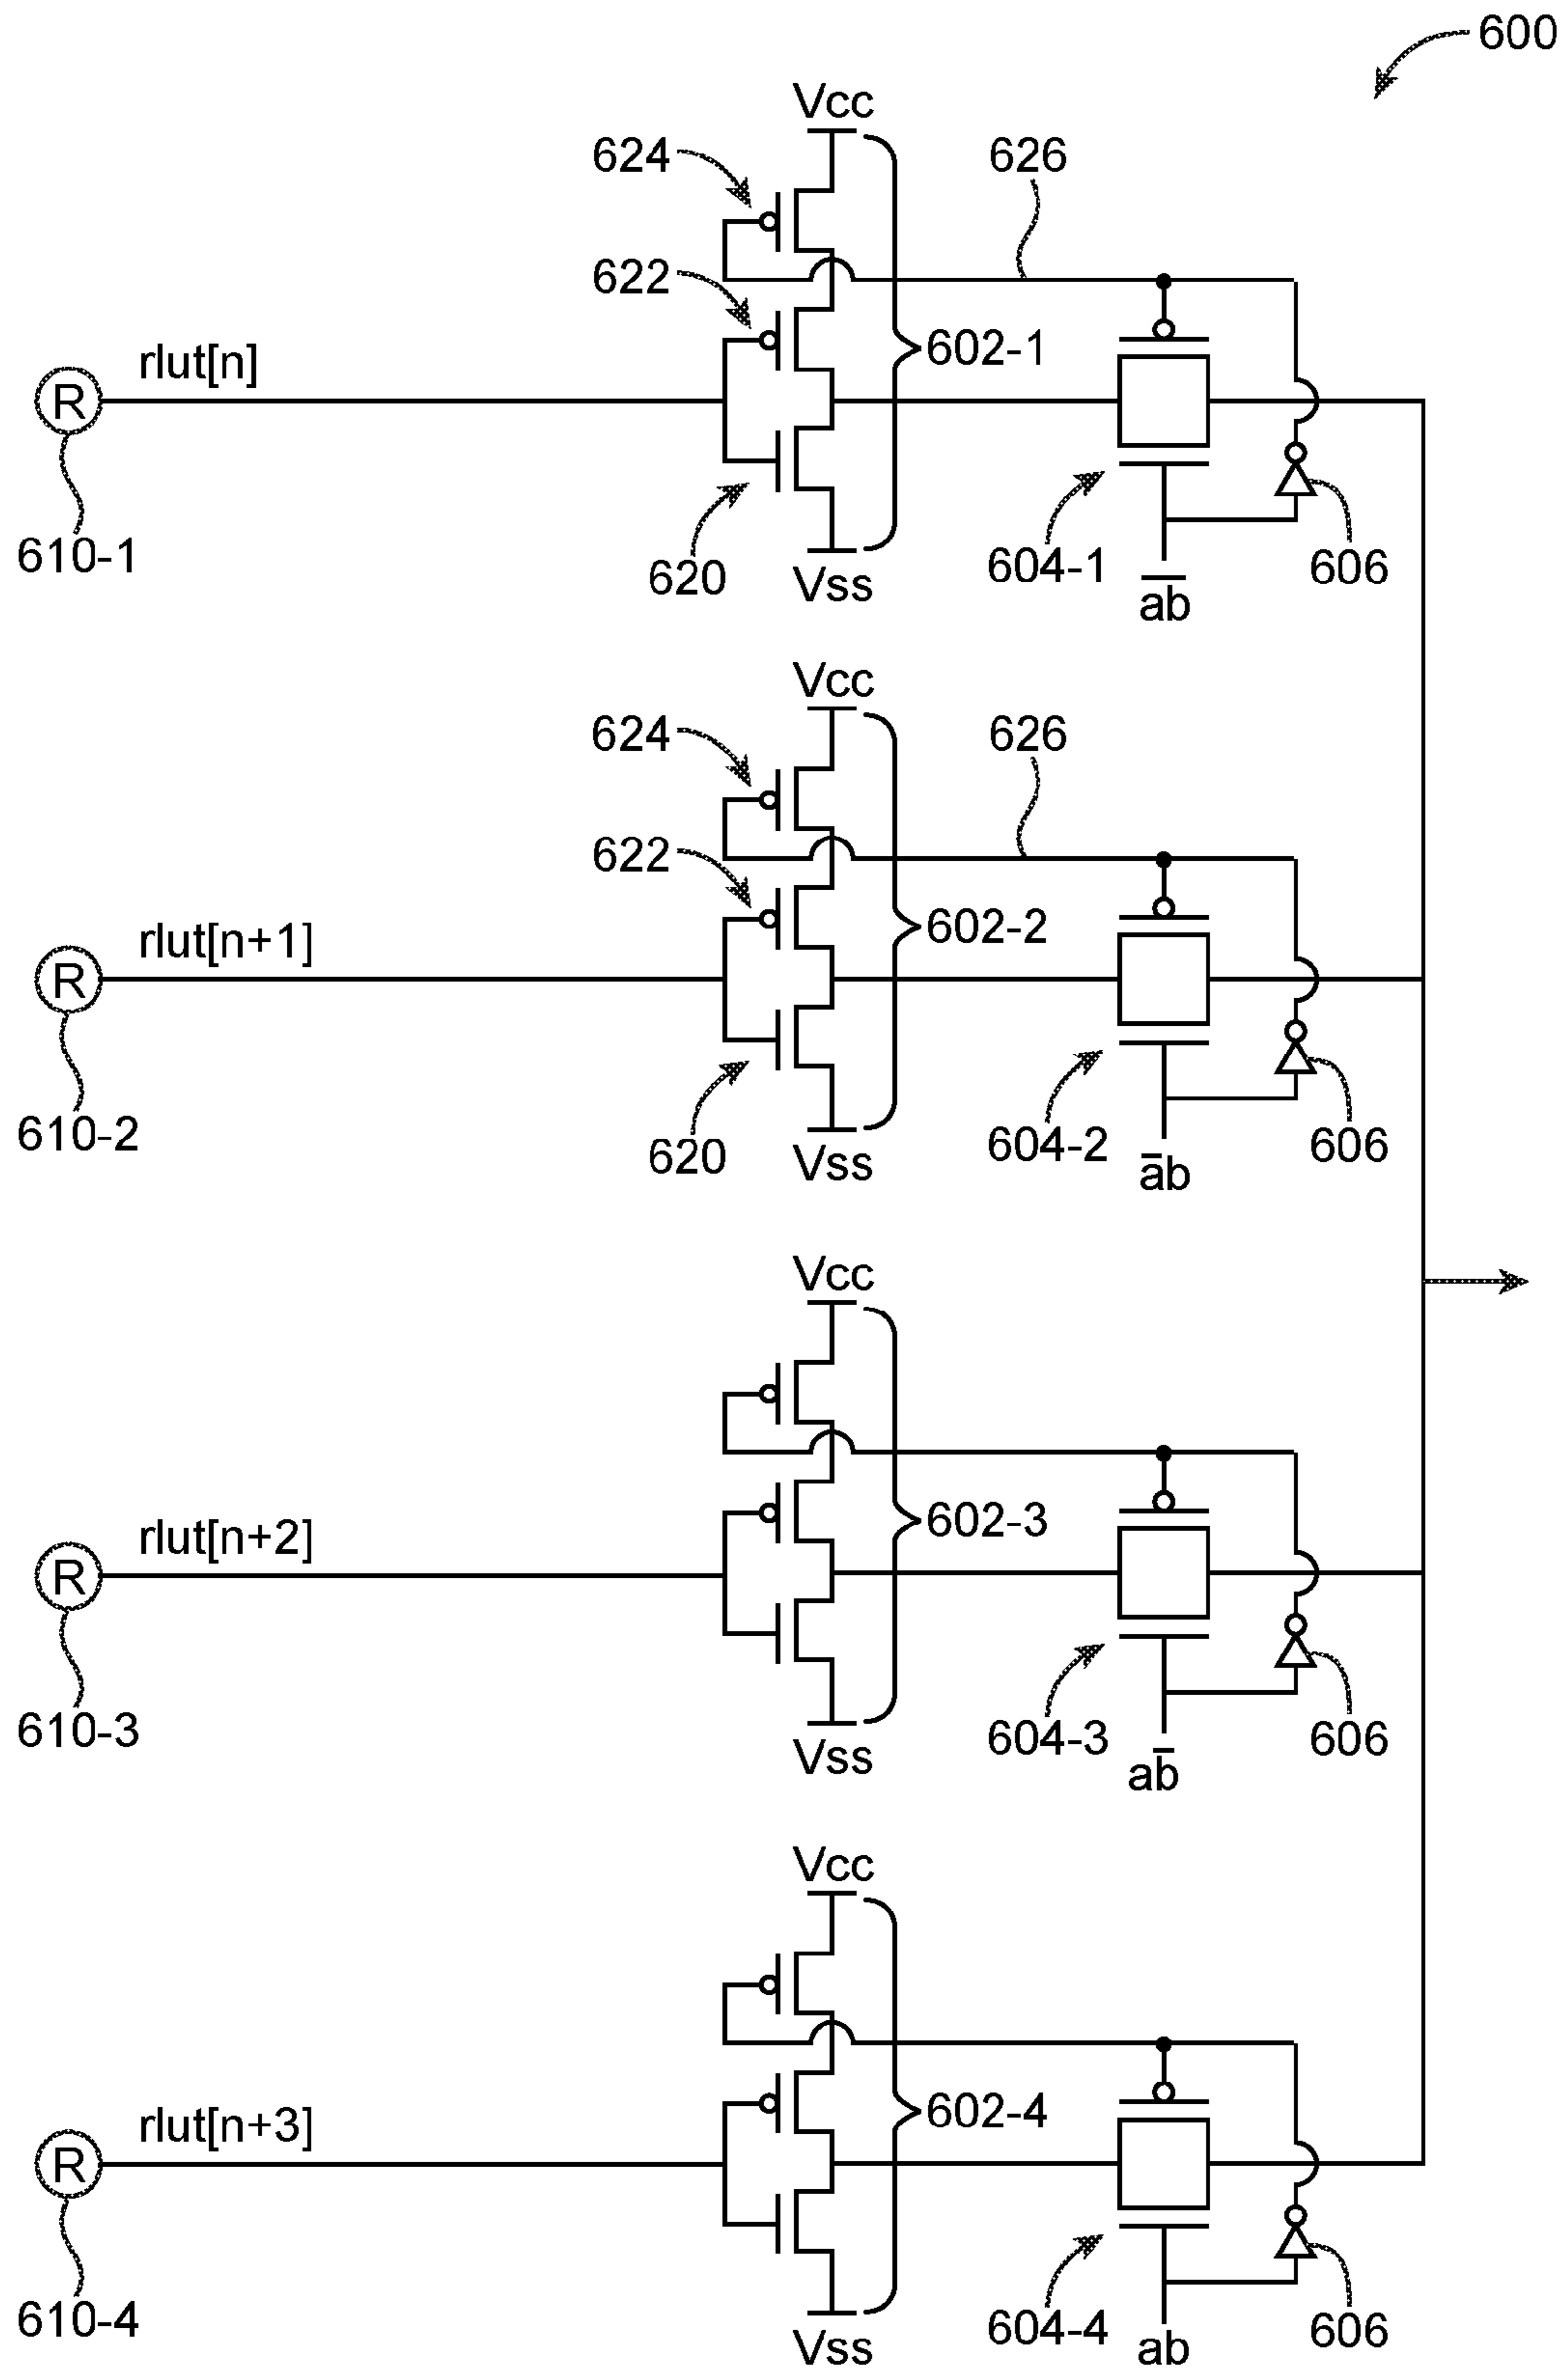 600
Vcc
624
626
622
602-1
rlut[n]
R
610-1
620
Vss
604-1
606
a̅b̅
Vcc
624
626
622
602-2
rlut[n+1]
R
610-2
620
Vss
604-2
606
a̅b
Vcc
602-3
rlut[n+2]
R
610-3
Vss
604-3
606
ab̅
Vcc
602-4
rlut[n+3]
R
610-4
Vss
604-4
606
ab